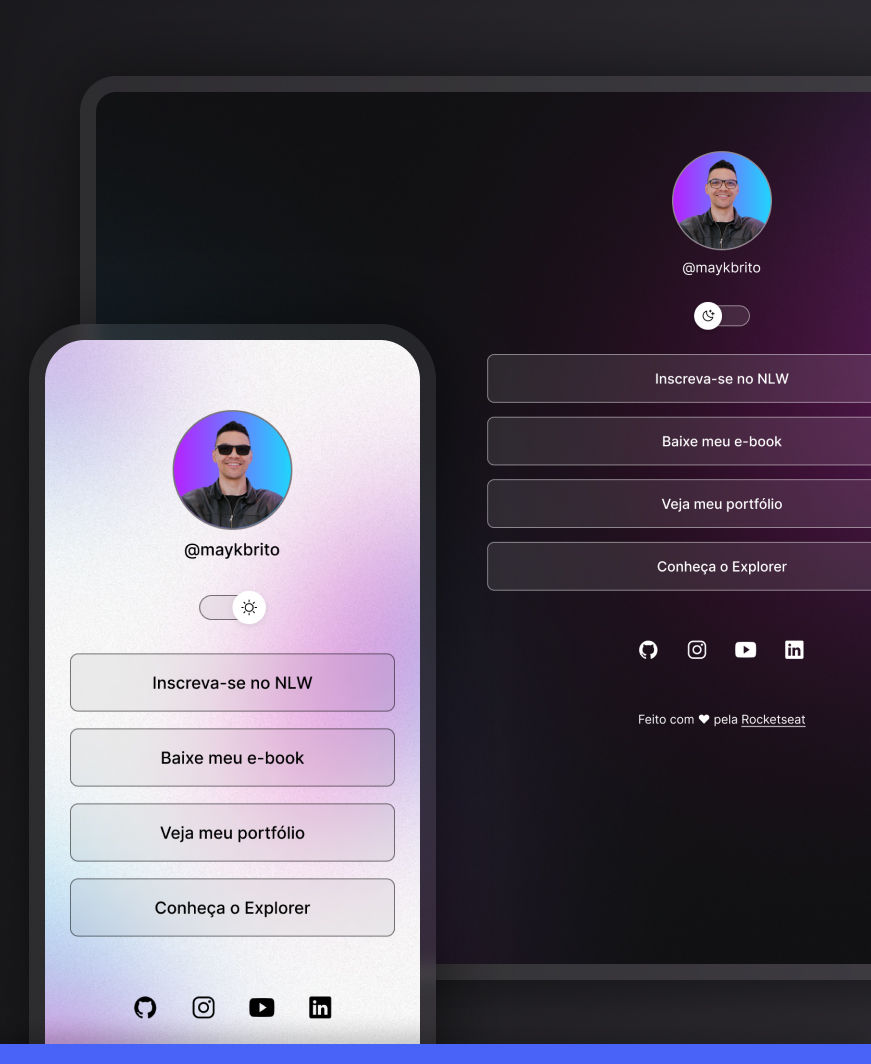 @maykbrito
Inscreva-se no NLW
Baixe meu e-book
Veja meu portfólio
Conheça o Explorer
Feito com ♥ pela Rocketseat
@maykbrito
Inscreva-se no NLW
Baixe meu e-book
Veja meu portfólio
Conheça o Explorer